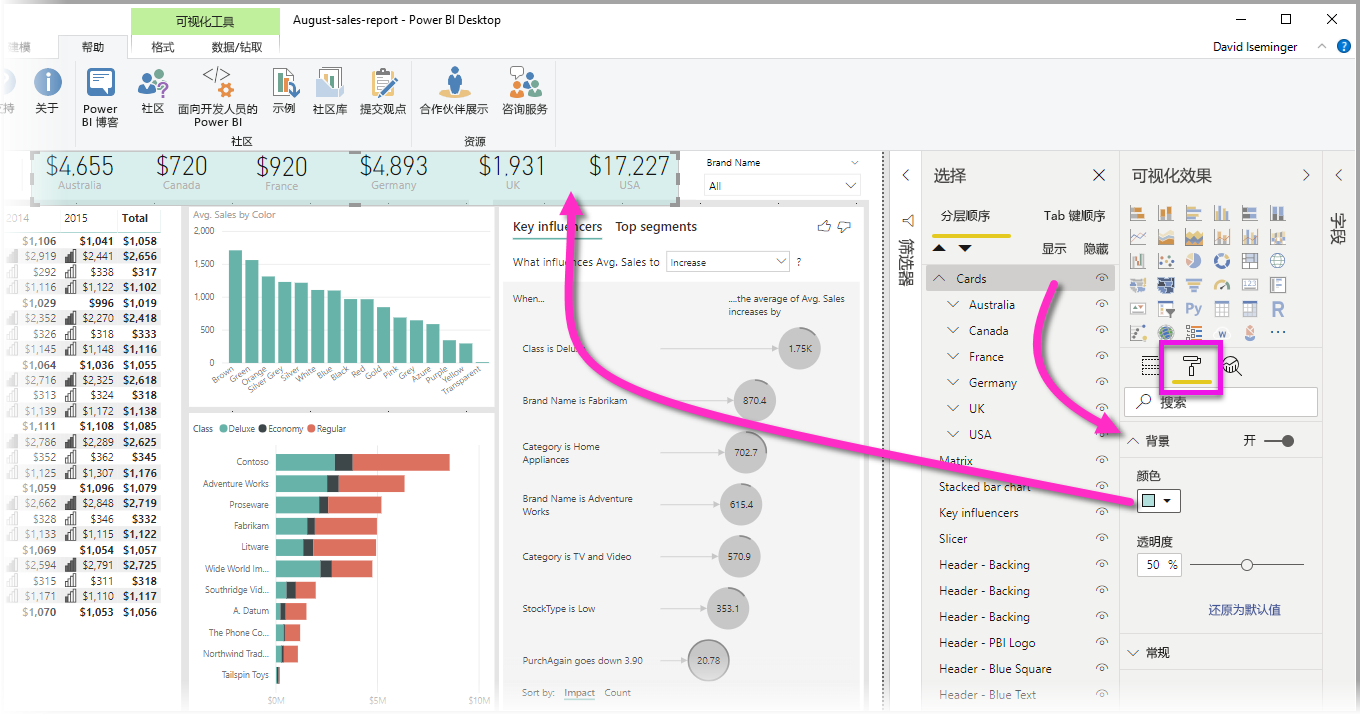 可视化工具
August-sales-report - Power BI Desktop
建模
帮助
格式
数据/钻取
David Iseminger
?
支持
关于
Power
BI 博客
社区
面向开发人员的
Power BI
示例
社区库
提交观点
合作伙伴展示
咨询服务
社区
资源
$4,655
$720
$920
$4,893
$1,931
$17,227
Australia
Canada
France
Germany
UK
USA
Brand Name
All
2014 2015 Total
$1,106 $1,041 $1,058
$2,919 $2,441 $2,656
$292 $338 $317
$1,116 $1,122 $1,102
$1,029 $996 $1,019
$2,352 $2,270 $2,418
$326 $318 $333
$1,145 $1,148 $1,116
$1,064 $1,036 $1,055
$2,716 $2,325 $2,618
$313 $324 $318
$1,139 $1,172 $1,138
$1,111 $1,108 $1,085
$2,786 $2,289 $2,625
$352 $362 $345
$1,125 $1,307 $1,176
$1,059 $1,096 $1,079
$2,662 $2,848 $2,719
$328 $346 $332
$1,133 $1,115 $1,122
$1,069 $1,054 $1,057
$2,594 $2,791 $2,725
$315 $311 $318
$1,171 $1,110 $1,117
$1,070 $1,053 $1,056
Avg. Sales by Color
2,000
1,500
1,000
500
0
Brown
Green
Orange
Silver Grey
Silver
White
Blue
Black
Red
Gold
Pink
Grey
Azure
Purple
Yellow
Transparent
Class Deluxe Economy Regular
Contoso
Adventure Works
Proseware
Fabrikam
Litware
Wide World Im...
Southridge Vid...
A. Datum
The Phone Co...
Northwind Trad...
Tailspin Toys
$0M $5M $10M
Key influencers
Top segments
What influences Avg. Sales to
Increase
?
When...
....the average of Avg. Sales
increases by
Class is Deluxe
1.75K
Brand Name is Fabrikam
870.4
Category is Home
Appliances
702.7
Brand Name is Adventure
Works
615.4
Category is TV and Video
570.9
StockType is Low
353.1
PurchAgain goes down 3.90
20.78
Sort by: Impact Count
筛选器
选择
分层顺序
Tab 键顺序
显示
隐藏
Cards
Australia
Canada
France
Germany
UK
USA
Matrix
Stacked bar chart
Key influencers
Slicer
Header - Backing
Header - Backing
Header - Backing
Header - PBI Logo
Header - Blue Square
Header - Blue Text
可视化效果
123
Py
R
W
搜索
背景
开
颜色
透明度
50 %
还原为默认值
常规
字段